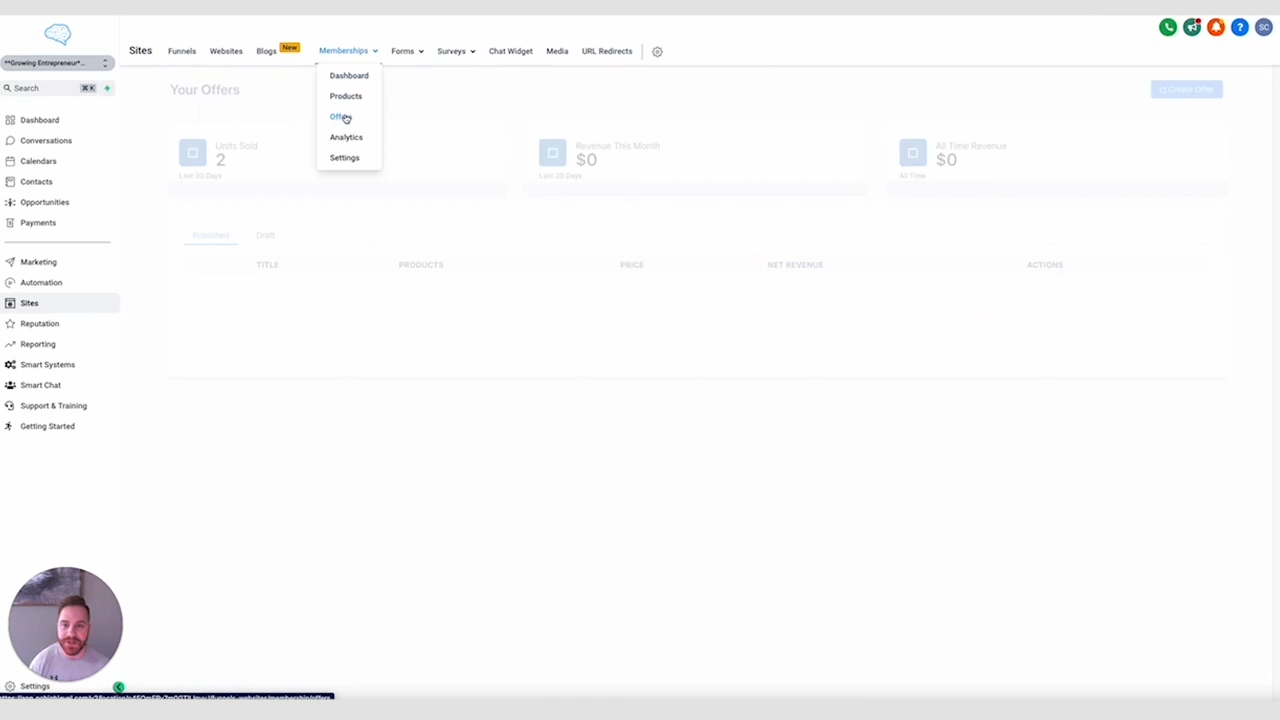 **Growing Entrepreneur*...
Search
⌘K
Dashboard
Conversations
Calendars
Contacts
Opportunities
Payments
Marketing
Automation
Sites
Reputation
Reporting
Smart Systems
Smart Chat
Support & Training
Getting Started
Settings
Sites Funnels Websites Blogs New Memberships Forms Surveys Chat Widget Media URL Redirects
? SC
Dashboard
Products
Offers
Analytics
Settings
Your Offers
Create Offer
Units Sold
2
Last 30 Days
Revenue This Month
$0
Last 30 Days
All Time Revenue
$0
All Time
Published Draft
TITLE PRODUCTS PRICE NET REVENUE ACTIONS